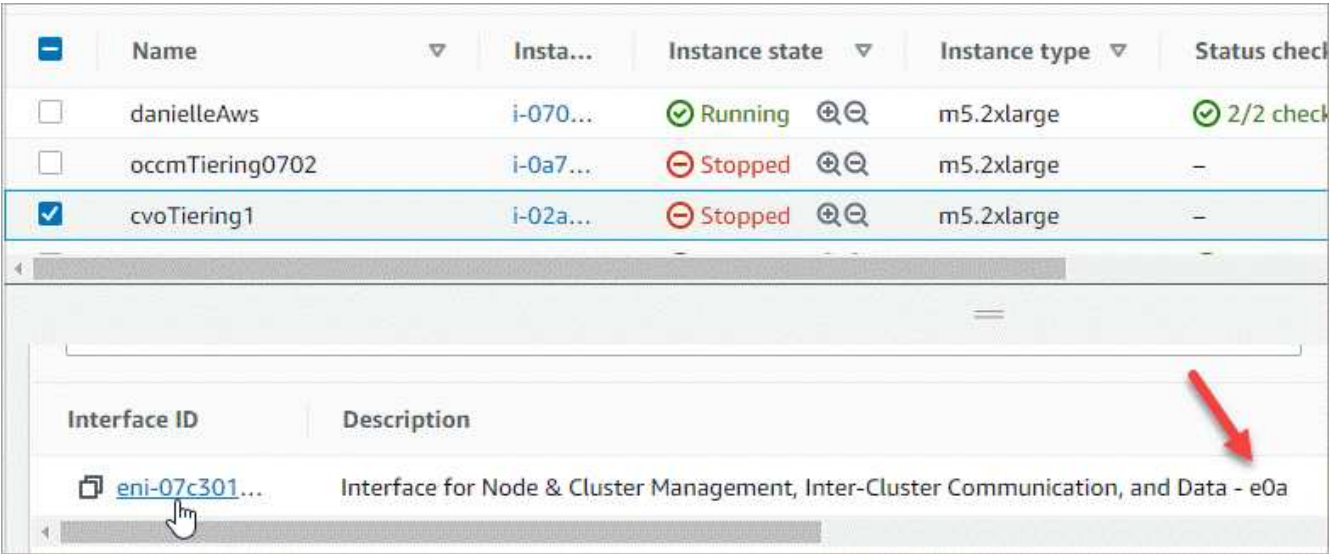 Name Insta... Instance state Instance type Status check
danielleAws i-070... Running m5.2xlarge 2/2 check
occmTiering0702 i-0a7... Stopped m5.2xlarge –
cvoTiering1 i-02a... Stopped m5.2xlarge –
Interface ID Description
eni-07c301... Interface for Node & Cluster Management, Inter-Cluster Communication, and Data - e0a